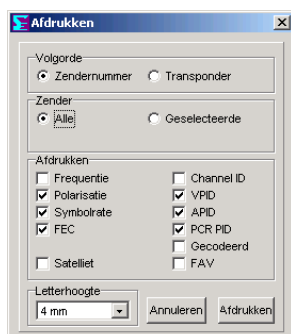 Afdrukken
Volgorde
Zendernummer Transponder
Zender
Alle Geselecteerde
Afdrukken
Frequentie Channel ID
Polarisatie VPID
Symbolrate APID
FEC PCR PID
Gecodeerd
Satelliet FAV
Letterhoogte
4 mm Annuleren Afdrukken